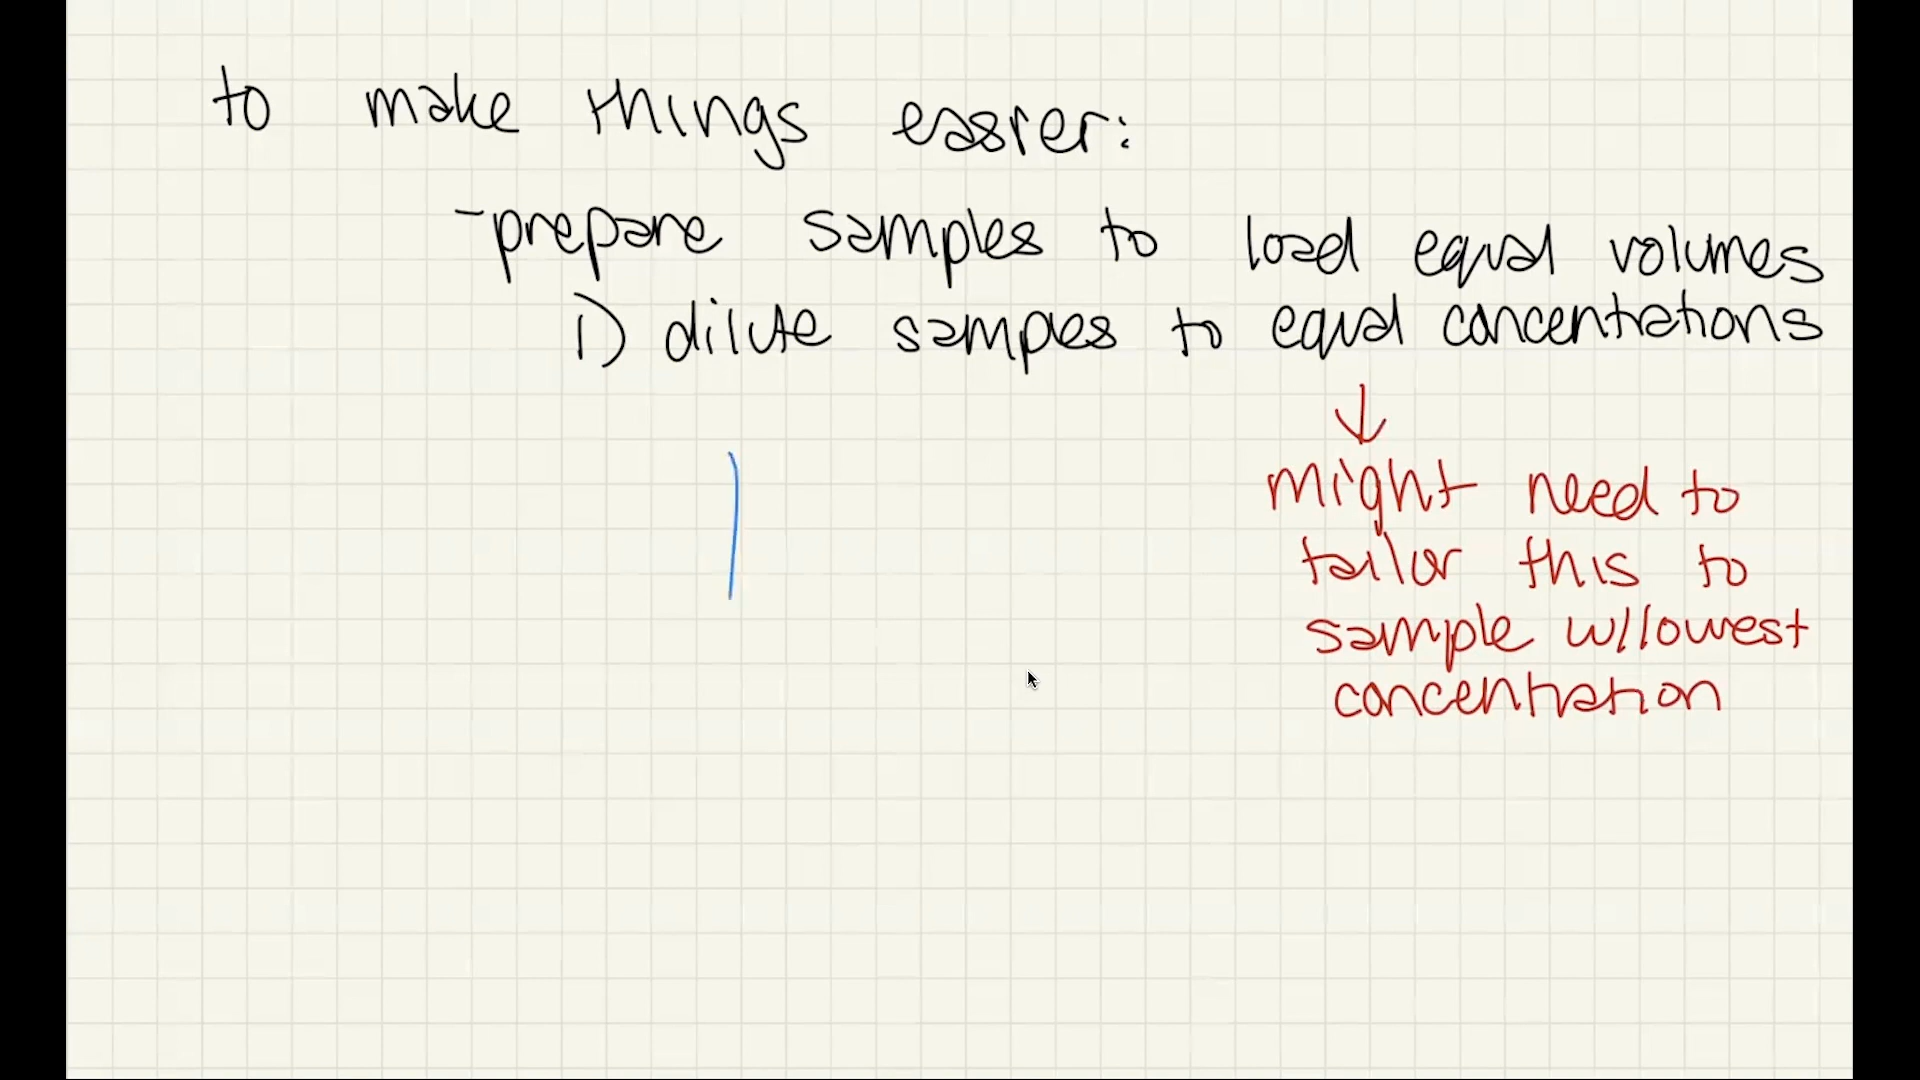 to make things easier:
-prepare samples to load equal volumes
1) dilute samples to equal concentrations
↓
might need to
tailor this to
sample w/lowest
concentration